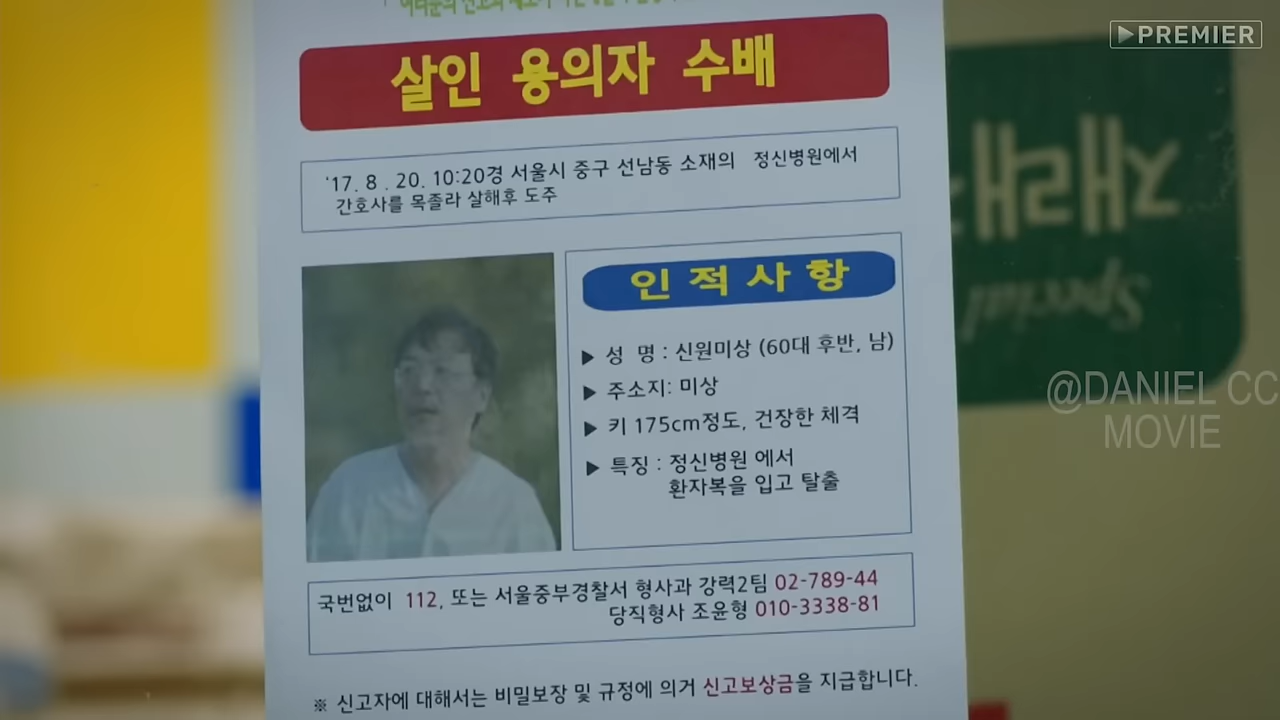 PREMIER
살인 용의자 수배
'17. 8 . 20. 10:20경 서울시 중구 선남동 소재의 정신병원에서
간호사를 목졸라 살해후 도주
인적사항
▶ 성 명 : 신원미상 (60대 후반, 남)
▶ 주소지: 미상
▶ 키 175cm정도, 건장한 체격
▶ 특징 : 정신병원 에서
환자복을 입고 탈출
국번없이 112, 또는 서울중부경찰서 형사과 강력2팀 02-789-44
당직형사 조윤형 010-3338-81
※ 신고자에 대해서는 비밀보장 및 규정에 의거 신고보상금을 지급합니다.
재래
Special
@DANIEL CC
MOVIE